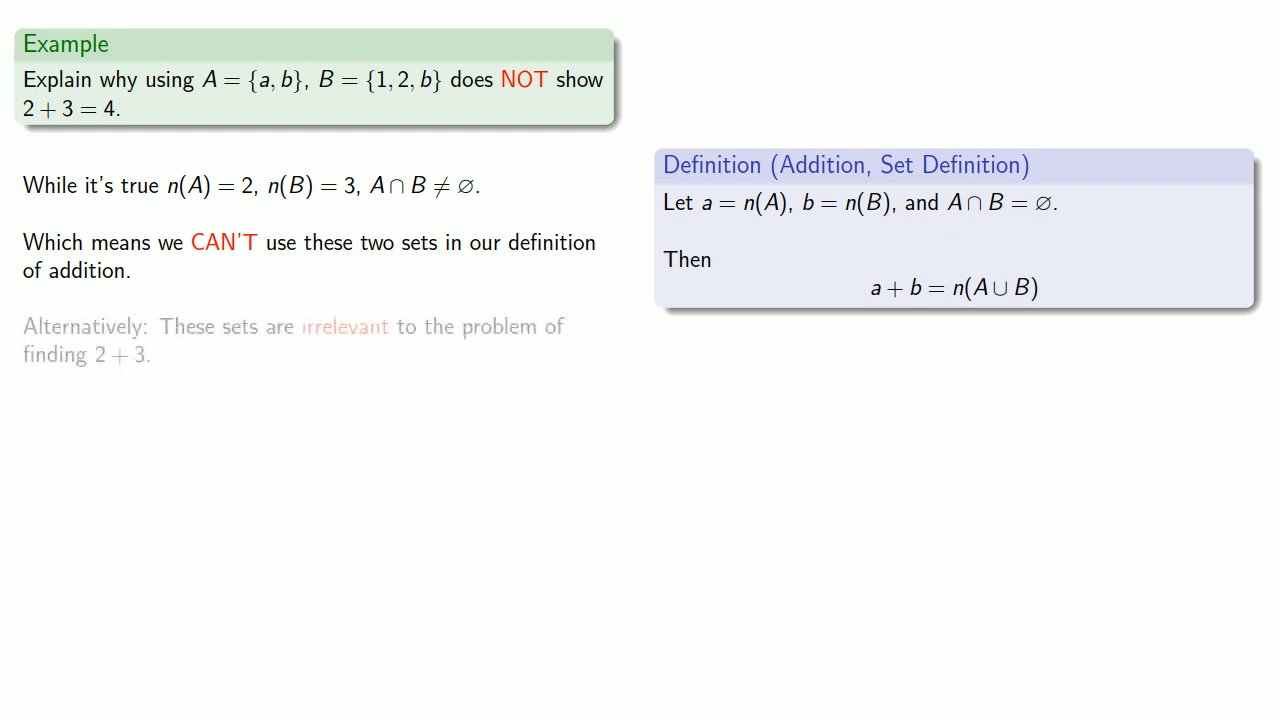 Example
Explain why using A = {a, b}, B = {1, 2, b} does NOT show
2 + 3 = 4.
While it's true n(A) = 2, n(B) = 3, A ∩ B ≠ ∅.
Which means we CAN'T use these two sets in our definition
of addition.
Alternatively: These sets are irrelevant to the problem of
finding 2 + 3.
Definition (Addition, Set Definition)
Let a = n(A), b = n(B), and A ∩ B = ∅.
Then
a + b = n(A ∪ B)